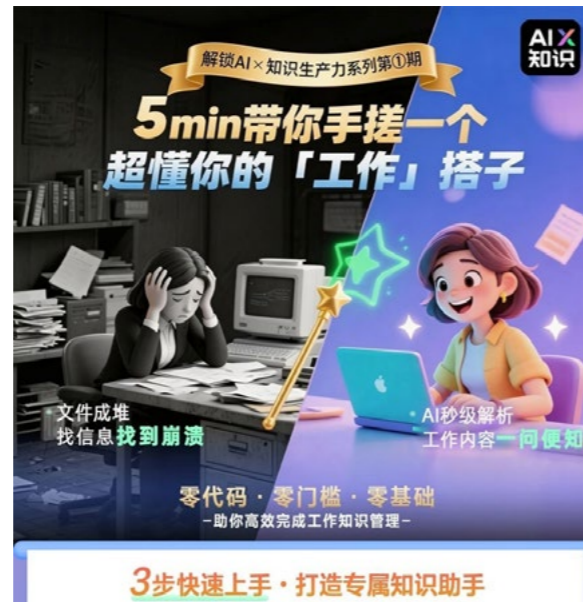 AI X
知识
解锁AI×知识生产力系列第①期
5min带你手搓一个
超懂你的「工作」搭子
文件成堆
找信息找到崩溃
AI秒级解析
工作内容一问便知
零代码·零门槛·零基础
-助你高效完成工作知识管理-
3步快速上手·打造专属知识助手